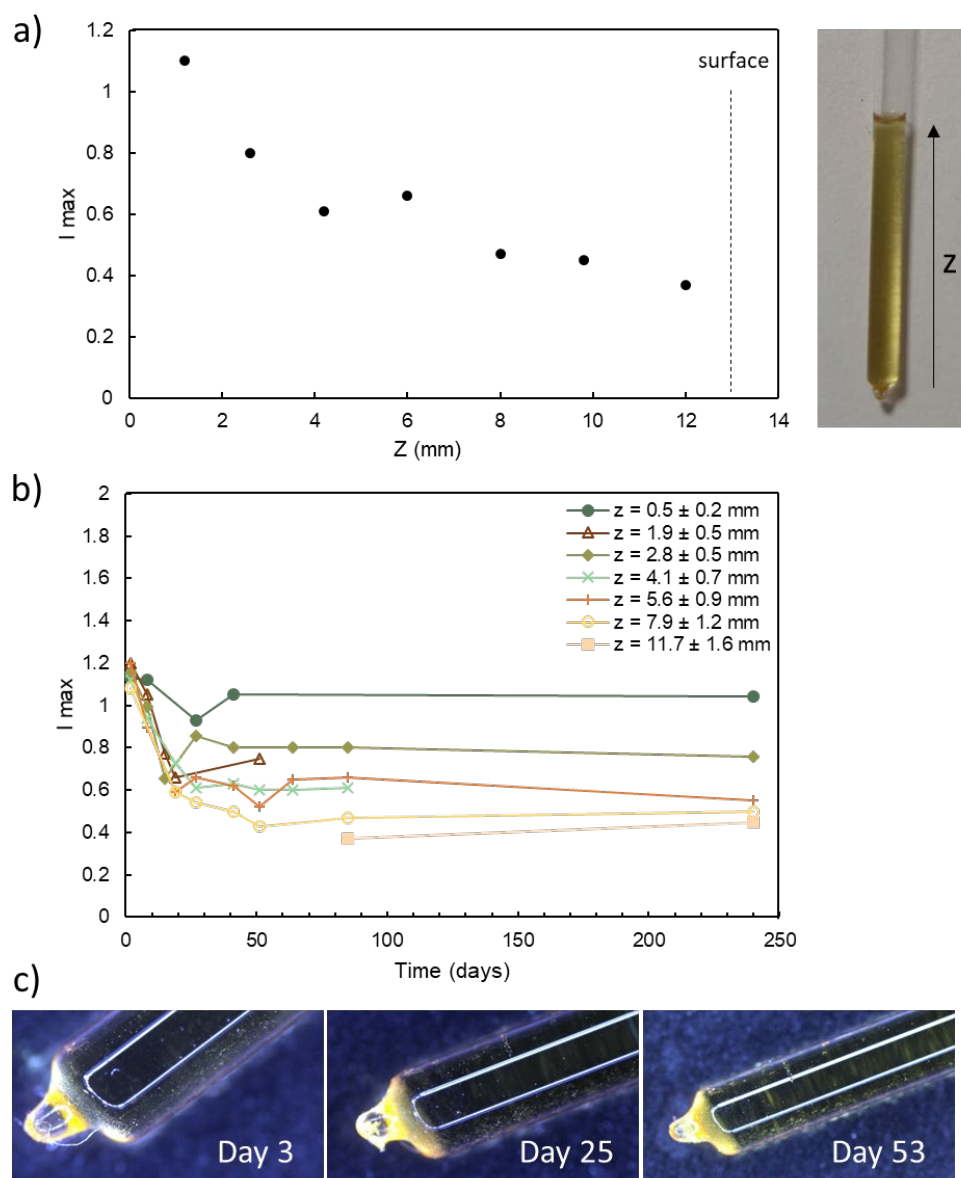 a)
1.2
1
0.8
0.6
0.4
0.2
0
I max
0 2 4 6 8 10 12 14
Z (mm)
surface
Z
b)
2
1.8
1.6
1.4
1.2
1
0.8
0.6
0.4
0.2
0
I max
0 50 100 150 200 250
Time (days)
z = 0.5 ± 0.2 mm
z = 1.9 ± 0.5 mm
z = 2.8 ± 0.5 mm
z = 4.1 ± 0.7 mm
z = 5.6 ± 0.9 mm
z = 7.9 ± 1.2 mm
z = 11.7 ± 1.6 mm
c)
Day 3
Day 25
Day 53